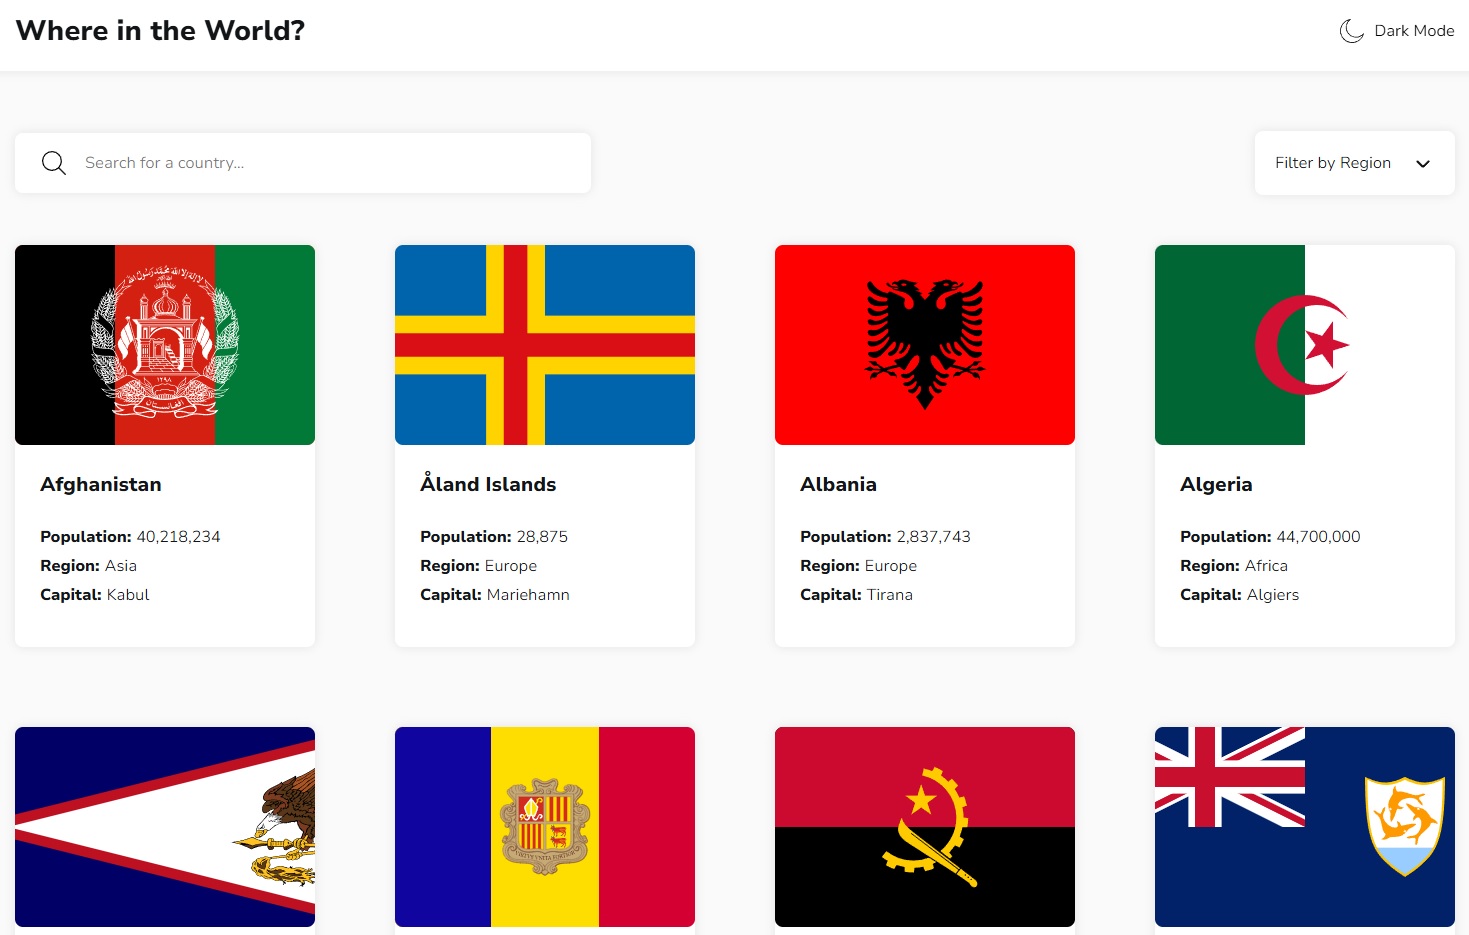 Where in the World?
Dark Mode
Search for a country...
Filter by Region
Afghanistan
Population: 40,218,234
Region: Asia
Capital: Kabul
Åland Islands
Population: 28,875
Region: Europe
Capital: Mariehamn
Albania
Population: 2,837,743
Region: Europe
Capital: Tirana
Algeria
Population: 44,700,000
Region: Africa
Capital: Algiers